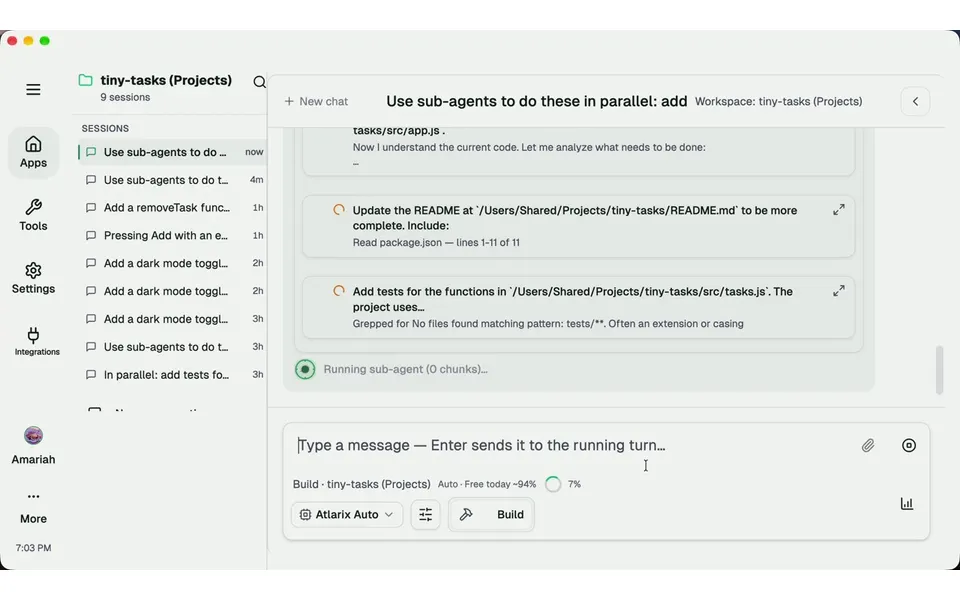 Apps
Tools
Settings
Integrations
Amariah
More
7:03 PM
tiny-tasks (Projects)
9 sessions
SESSIONS
Use sub-agents to do ... now
Use sub-agents to do t... 4m
Add a removeTask func... 1h
Pressing Add with an e... 1h
Add a dark mode toggl... 2h
Add a dark mode toggl... 2h
Add a dark mode toggl... 3h
Use sub-agents to do t... 3h
In parallel: add tests fo... 3h
+ New chat
Use sub-agents to do these in parallel: add Workspace: tiny-tasks (Projects)
tasks/src/app.js`.
Now I understand the current code. Let me analyze what needs to be done:
…
Update the README at `/Users/Shared/Projects/tiny-tasks/README.md` to be more
complete. Include:
Read package.json — lines 1-11 of 11
Add tests for the functions in `/Users/Shared/Projects/tiny-tasks/src/tasks.js`. The
project uses…
Grepped for No files found matching pattern: tests/**. Often an extension or casing
Running sub-agent (0 chunks)...
Type a message — Enter sends it to the running turn...
Build · tiny-tasks (Projects) Auto · Free today ~94% 7%
Atlarix Auto
Build